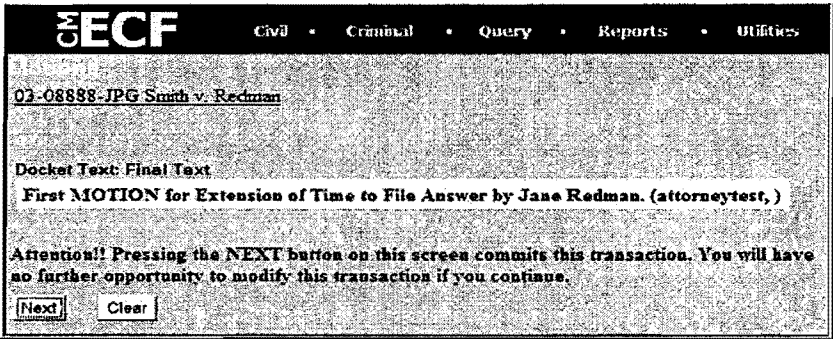 CM ECF Civil • Criminal • Query • Reports • Utilities
03-08888-JPG Smith v. Redman
Docket Text: Final Text
First MOTION for Extension of Time to File Answer by Jane Redman. (attorneytest, )
Attention!! Pressing the NEXT button on this screen commits this transaction. You will have
no further opportunity to modify this transaction if you continue.
Next Clear